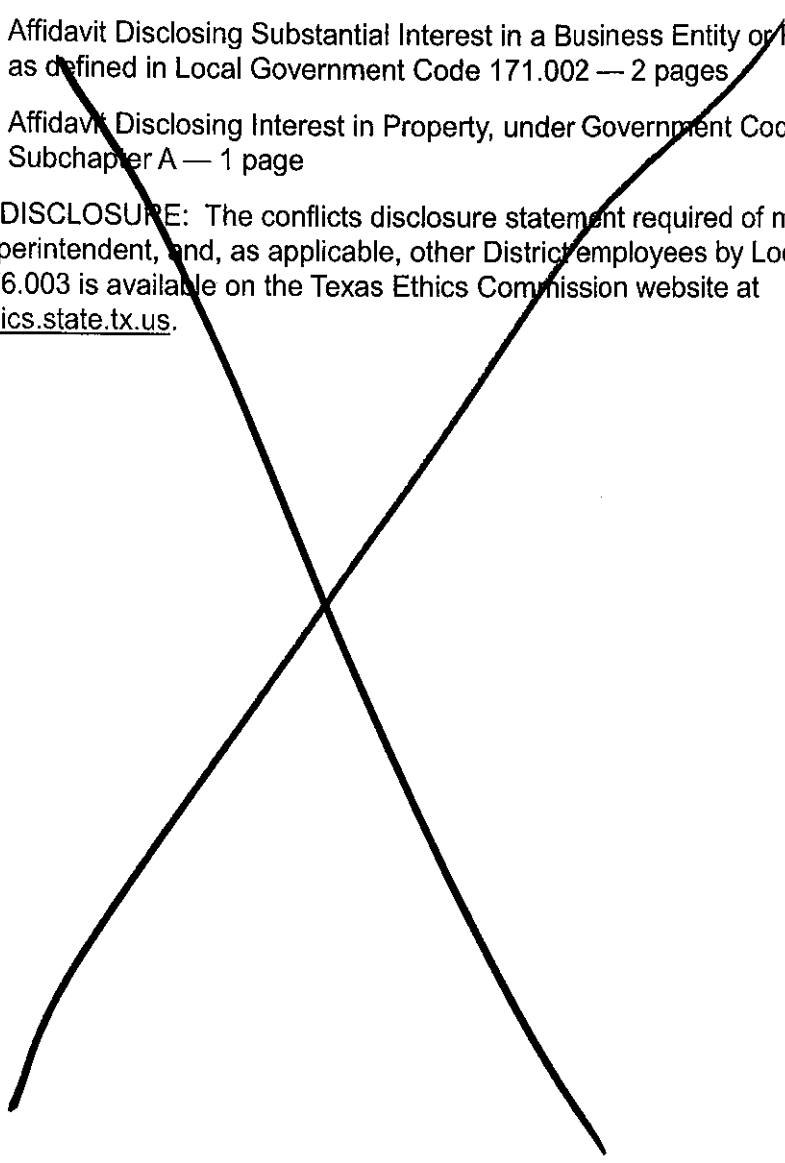 Affidavit Disclosing Substantial Interest in a Business Entity or
as defined in Local Government Code 171.002 — 2 pages
Affidavit Disclosing Interest in Property, under Government Cod
Subchapter A — 1 page
DISCLOSURE: The conflicts disclosure statement required of m
perintendent, and, as applicable, other District employees by Loc
6.003 is available on the Texas Ethics Commission website at
ics.state.tx.us.